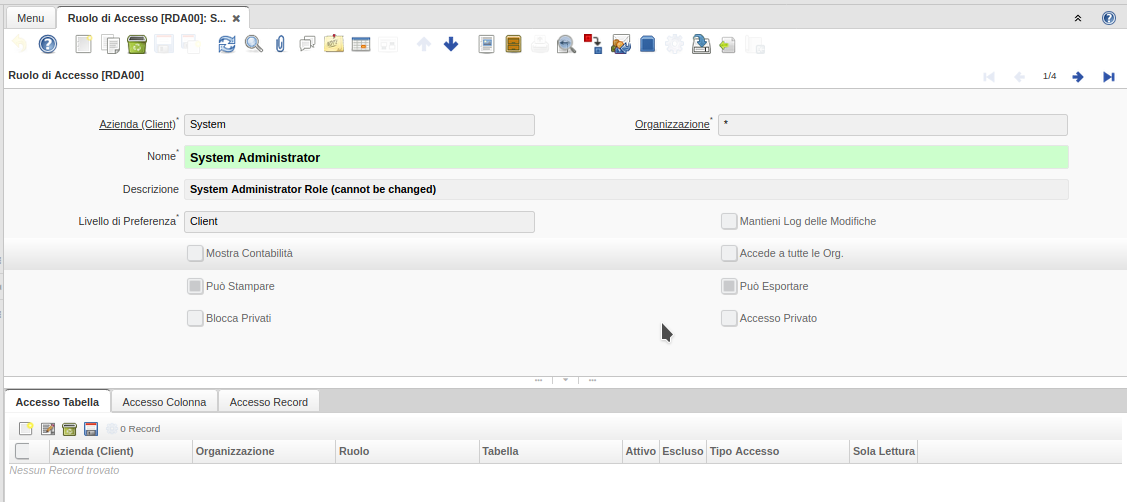 Menu
Ruolo di Accesso [RDA00]: S...
Ruolo di Accesso [RDA00]
1/4
Azienda (Client)* System
Organizzazione* *
Nome* System Administrator
Descrizione System Administrator Role (cannot be changed)
Livello di Preferenza* Client
Mantieni Log delle Modifiche
Mostra Contabilità
Accede a tutte le Org.
Può Stampare
Può Esportare
Blocca Privati
Accesso Privato
Accesso Tabella
Accesso Colonna
Accesso Record
0 Record
Azienda (Client) Organizzazione Ruolo Tabella Attivo Escluso Tipo Accesso Sola Lettura
Nessun Record trovato